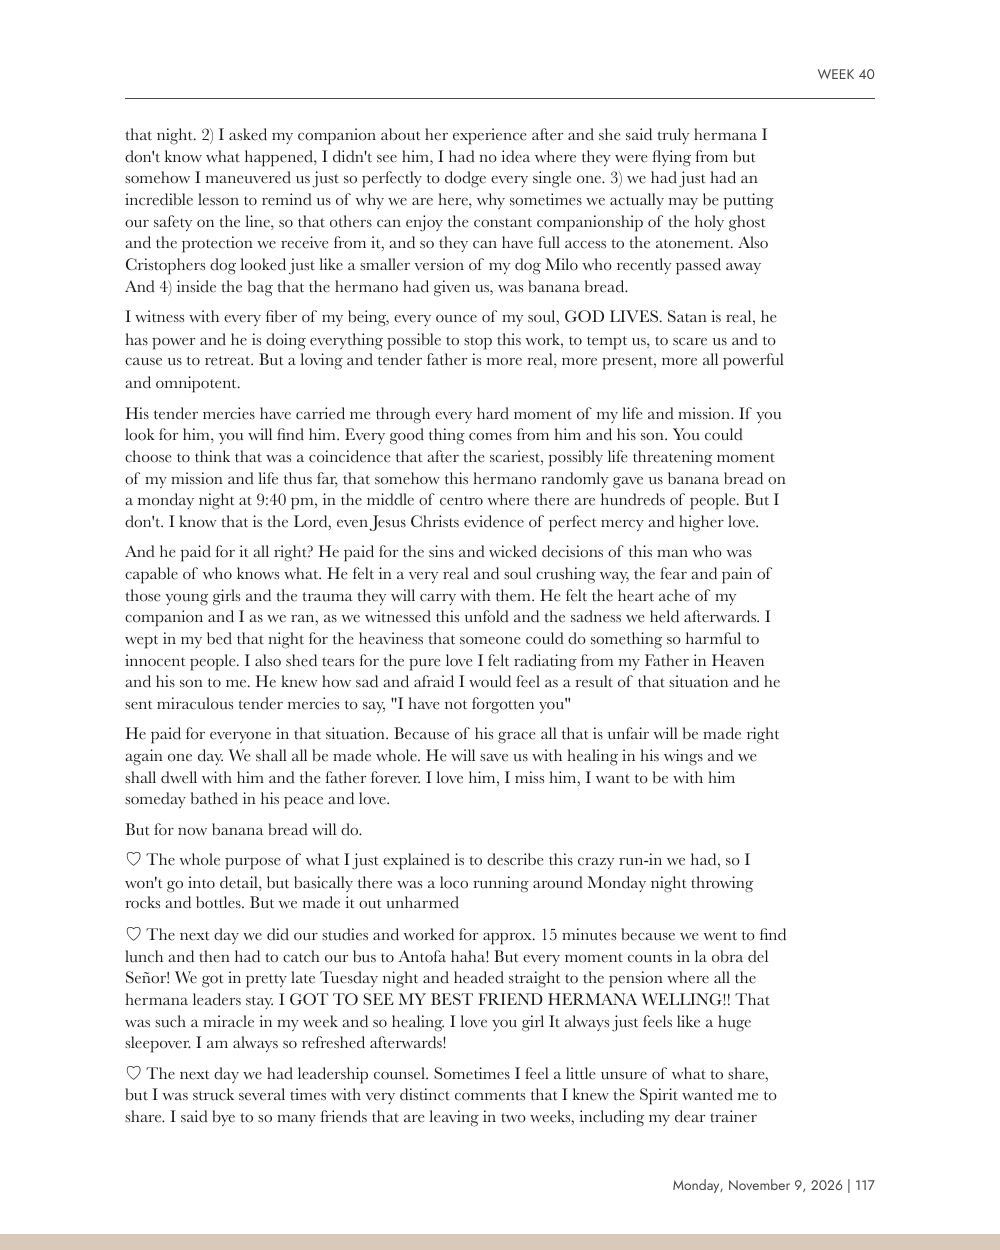 WEEK 40
that night. 2) I asked my companion about her experience after and she said truly hermana I
don't know what happened, I didn't see him, I had no idea where they were flying from but
somehow I maneuvered us just so perfectly to dodge every single one. 3) we had just had an
incredible lesson to remind us of why we are here, why sometimes we actually may be putting
our safety on the line, so that others can enjoy the constant companionship of the holy ghost
and the protection we receive from it, and so they can have full access to the atonement. Also
Cristophers dog looked just like a smaller version of my dog Milo who recently passed away
And 4) inside the bag that the hermano had given us, was banana bread.
I witness with every fiber of my being, every ounce of my soul, GOD LIVES. Satan is real, he
has power and he is doing everything possible to stop this work, to tempt us, to scare us and to
cause us to retreat. But a loving and tender father is more real, more present, more all powerful
and omnipotent.
His tender mercies have carried me through every hard moment of my life and mission. If you
look for him, you will find him. Every good thing comes from him and his son. You could
choose to think that was a coincidence that after the scariest, possibly life threatening moment
of my mission and life thus far, that somehow this hermano randomly gave us banana bread on
a monday night at 9:40 pm, in the middle of centro where there are hundreds of people. But I
don't. I know that is the Lord, even Jesus Christs evidence of perfect mercy and higher love.
And he paid for it all right? He paid for the sins and wicked decisions of this man who was
capable of who knows what. He felt in a very real and soul crushing way, the fear and pain of
those young girls and the trauma they will carry with them. He felt the heart ache of my
companion and I as we ran, as we witnessed this unfold and the sadness we held afterwards. I
wept in my bed that night for the heaviness that someone could do something so harmful to
innocent people. I also shed tears for the pure love I felt radiating from my Father in Heaven
and his son to me. He knew how sad and afraid I would feel as a result of that situation and he
sent miraculous tender mercies to say, "I have not forgotten you"
He paid for everyone in that situation. Because of his grace all that is unfair will be made right
again one day. We shall all be made whole. He will save us with healing in his wings and we
shall dwell with him and the father forever. I love him, I miss him, I want to be with him
someday bathed in his peace and love.
But for now banana bread will do.
♡ The whole purpose of what I just explained is to describe this crazy run-in we had, so I
won't go into detail, but basically there was a loco running around Monday night throwing
rocks and bottles. But we made it out unharmed
♡ The next day we did our studies and worked for approx. 15 minutes because we went to find
lunch and then had to catch our bus to Antofa haha! But every moment counts in la obra del
Señor! We got in pretty late Tuesday night and headed straight to the pension where all the
hermana leaders stay. I GOT TO SEE MY BEST FRIEND HERMANA WELLING!! That
was such a miracle in my week and so healing. I love you girl It always just feels like a huge
sleepover. I am always so refreshed afterwards!
♡ The next day we had leadership counsel. Sometimes I feel a little unsure of what to share,
but I was struck several times with very distinct comments that I knew the Spirit wanted me to
share. I said bye to so many friends that are leaving in two weeks, including my dear trainer
Monday, November 9, 2026 | 117